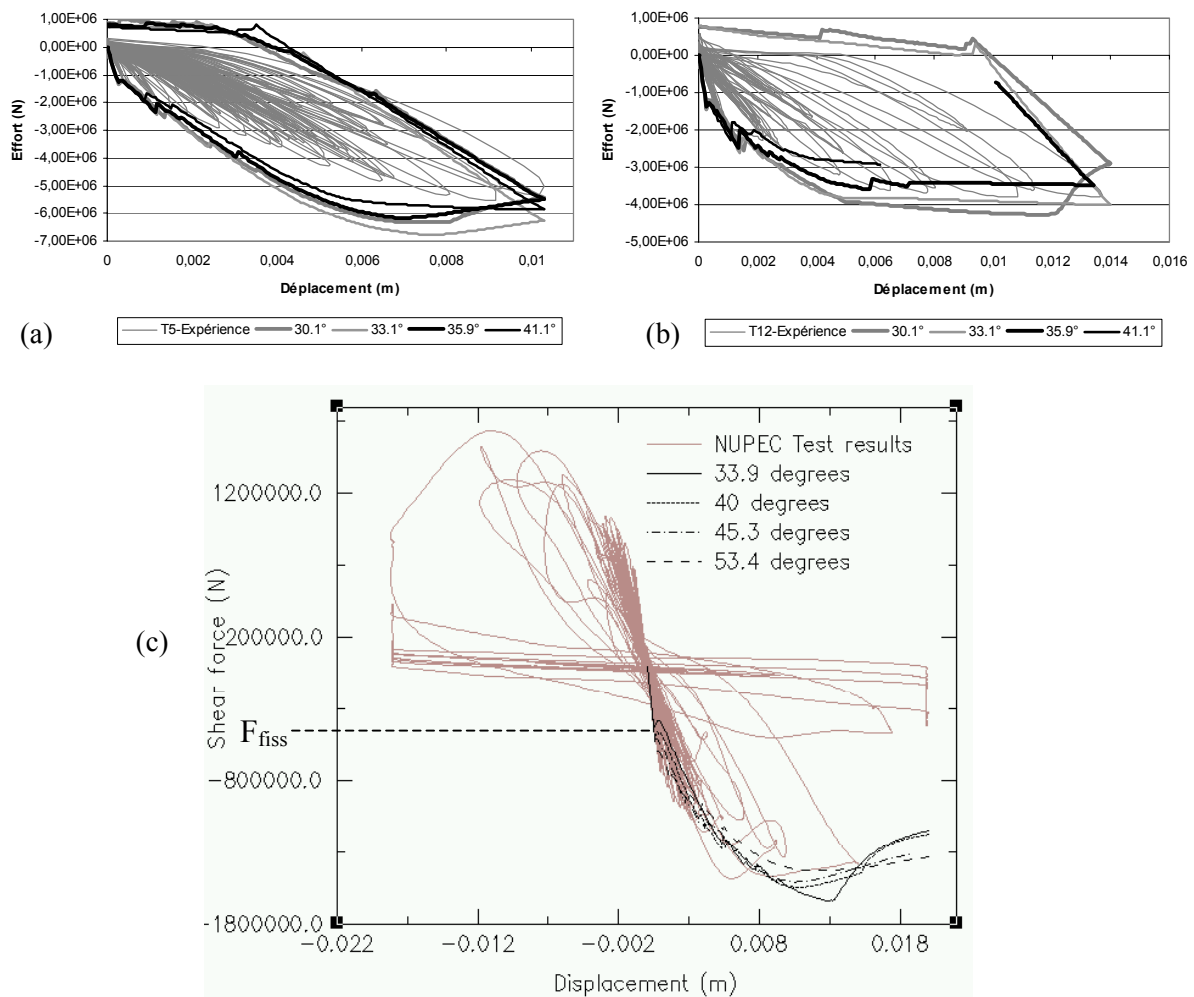 1,00E+06
0,00E+00
-1,00E+06
-2,00E+06
-3,00E+06
-4,00E+06
-5,00E+06
-6,00E+06
-7,00E+06
Effort (N)
0
0,002
0,004
0,006
0,008
0,01
Déplacement (m)
(a)
T5-Expérience 30.1° 33.1° 35.9° 41.1°
2,00E+06
1,00E+06
0,00E+00
-1,00E+06
-2,00E+06
-3,00E+06
-4,00E+06
-5,00E+06
Effort (N)
0
0,002
0,004
0,006
0,008
0,01
0,012
0,014
0,016
Déplacement (m)
(b)
T12-Expérience 30.1° 33.1° 35.9° 41.1°
(c)
NUPEC Test results
33.9 degrees
40 degrees
45.3 degrees
53.4 degrees
1200000.0
200000.0
-800000.0
-1800000.0
Shear force (N)
F_fiss
-0.022
-0.012
-0.002
0.008
0.018
Displacement (m)